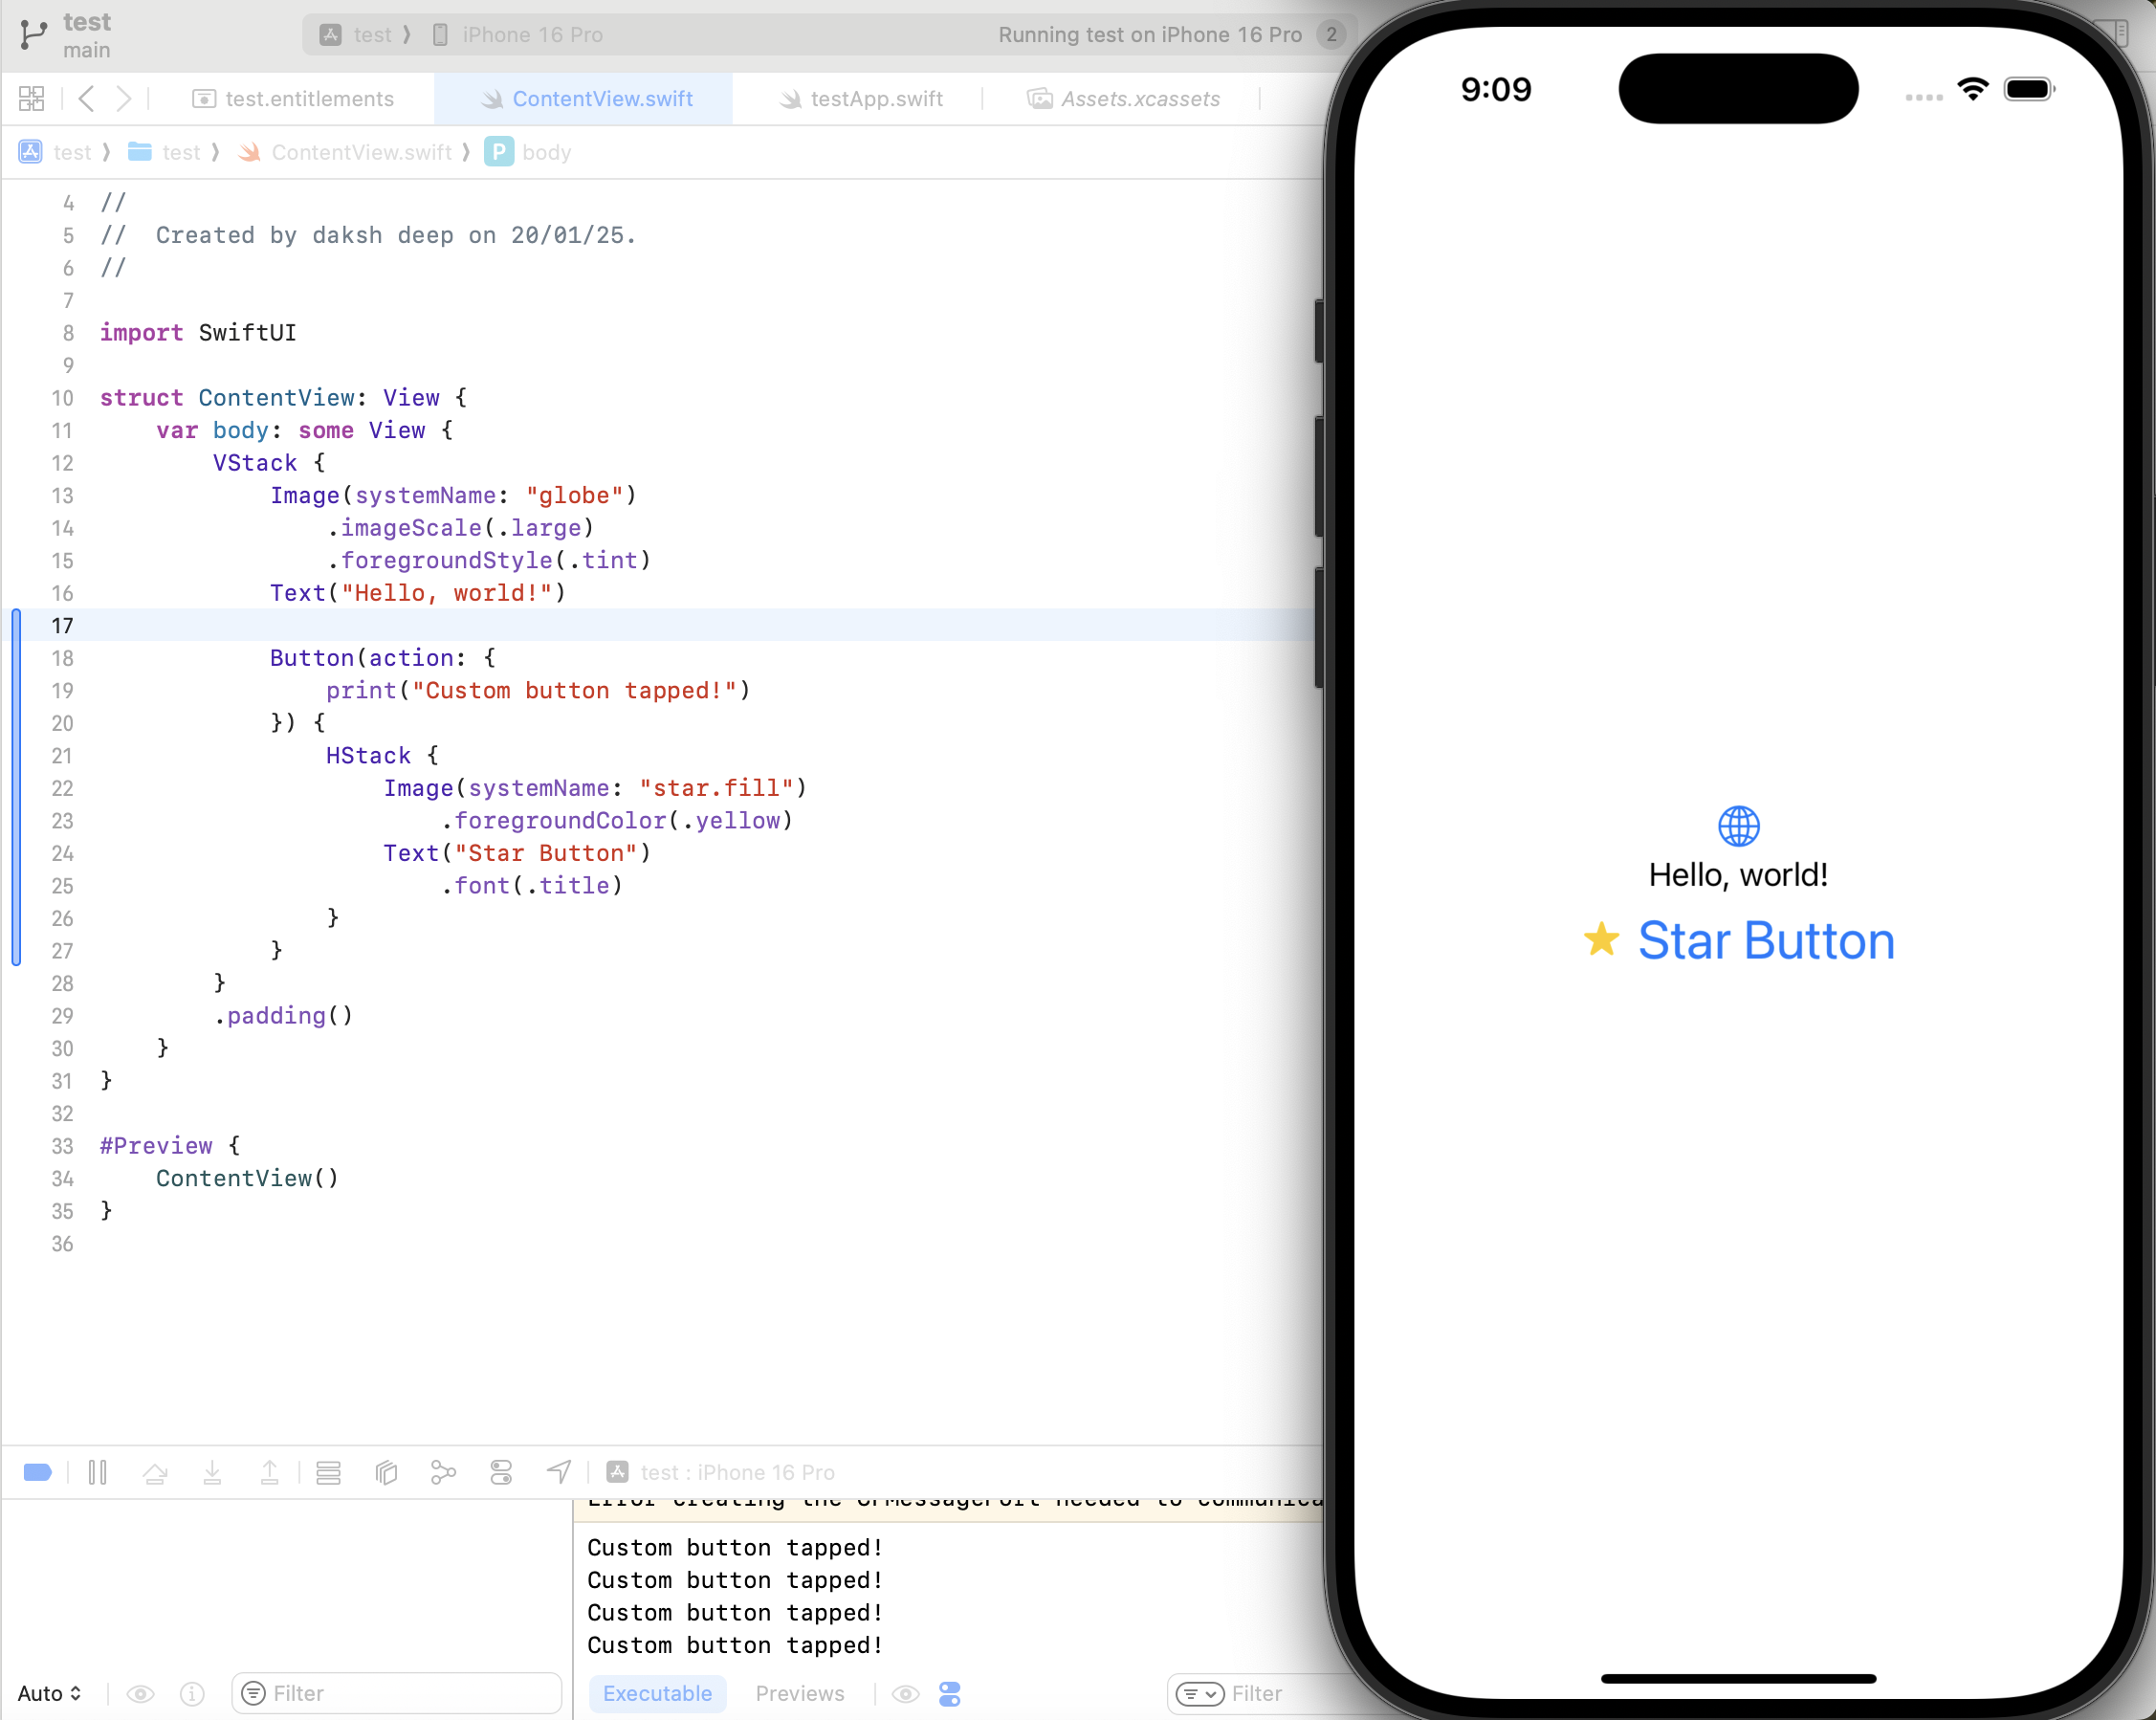 test
main
test ⟩ iPhone 16 Pro
Running test on iPhone 16 Pro 2
test.entitlements
ContentView.swift
testApp.swift
Assets.xcassets
test ⟩ test ⟩ ContentView.swift ⟩ P body
4 //
5 //  Created by daksh deep on 20/01/25.
6 //
7
8 import SwiftUI
9
10 struct ContentView: View {
11     var body: some View {
12         VStack {
13             Image(systemName: "globe")
14                 .imageScale(.large)
15                 .foregroundStyle(.tint)
16             Text("Hello, world!")
17
18             Button(action: {
19                 print("Custom button tapped!")
20             }) {
21                 HStack {
22                     Image(systemName: "star.fill")
23                         .foregroundColor(.yellow)
24                     Text("Star Button")
25                         .font(.title)
26                 }
27             }
28         }
29         .padding()
30     }
31 }
32
33 #Preview {
34     ContentView()
35 }
36
test : iPhone 16 Pro
Error creating the CFMessagePort needed to communica
Custom button tapped!
Custom button tapped!
Custom button tapped!
Custom button tapped!
Auto
Filter
Executable
Previews
Filter
9:09
Hello, world!
Star Button